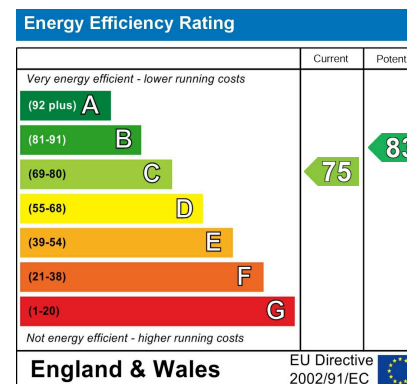 Energy Efficiency Rating
Current Potent
Very energy efficient - lower running costs
(92 plus) A
(81-91) B
83
(69-80) C
75
(55-68) D
(39-54) E
(21-38) F
(1-20) G
Not energy efficient - higher running costs
England & Wales
EU Directive
2002/91/EC